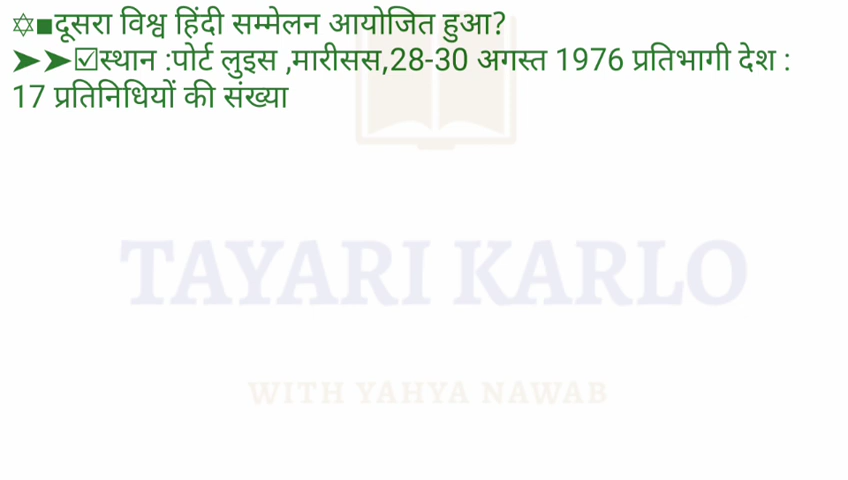 ✡■दूसरा विश्व हिंदी सम्मेलन आयोजित हुआ?
➤➤☑स्थान :पोर्ट लुइस ,मारीसस,28-30 अगस्त 1976 प्रतिभागी देश :
17 प्रतिनिधियों की संख्या
TAYARI KARLO
WITH YAHYA NAWAB